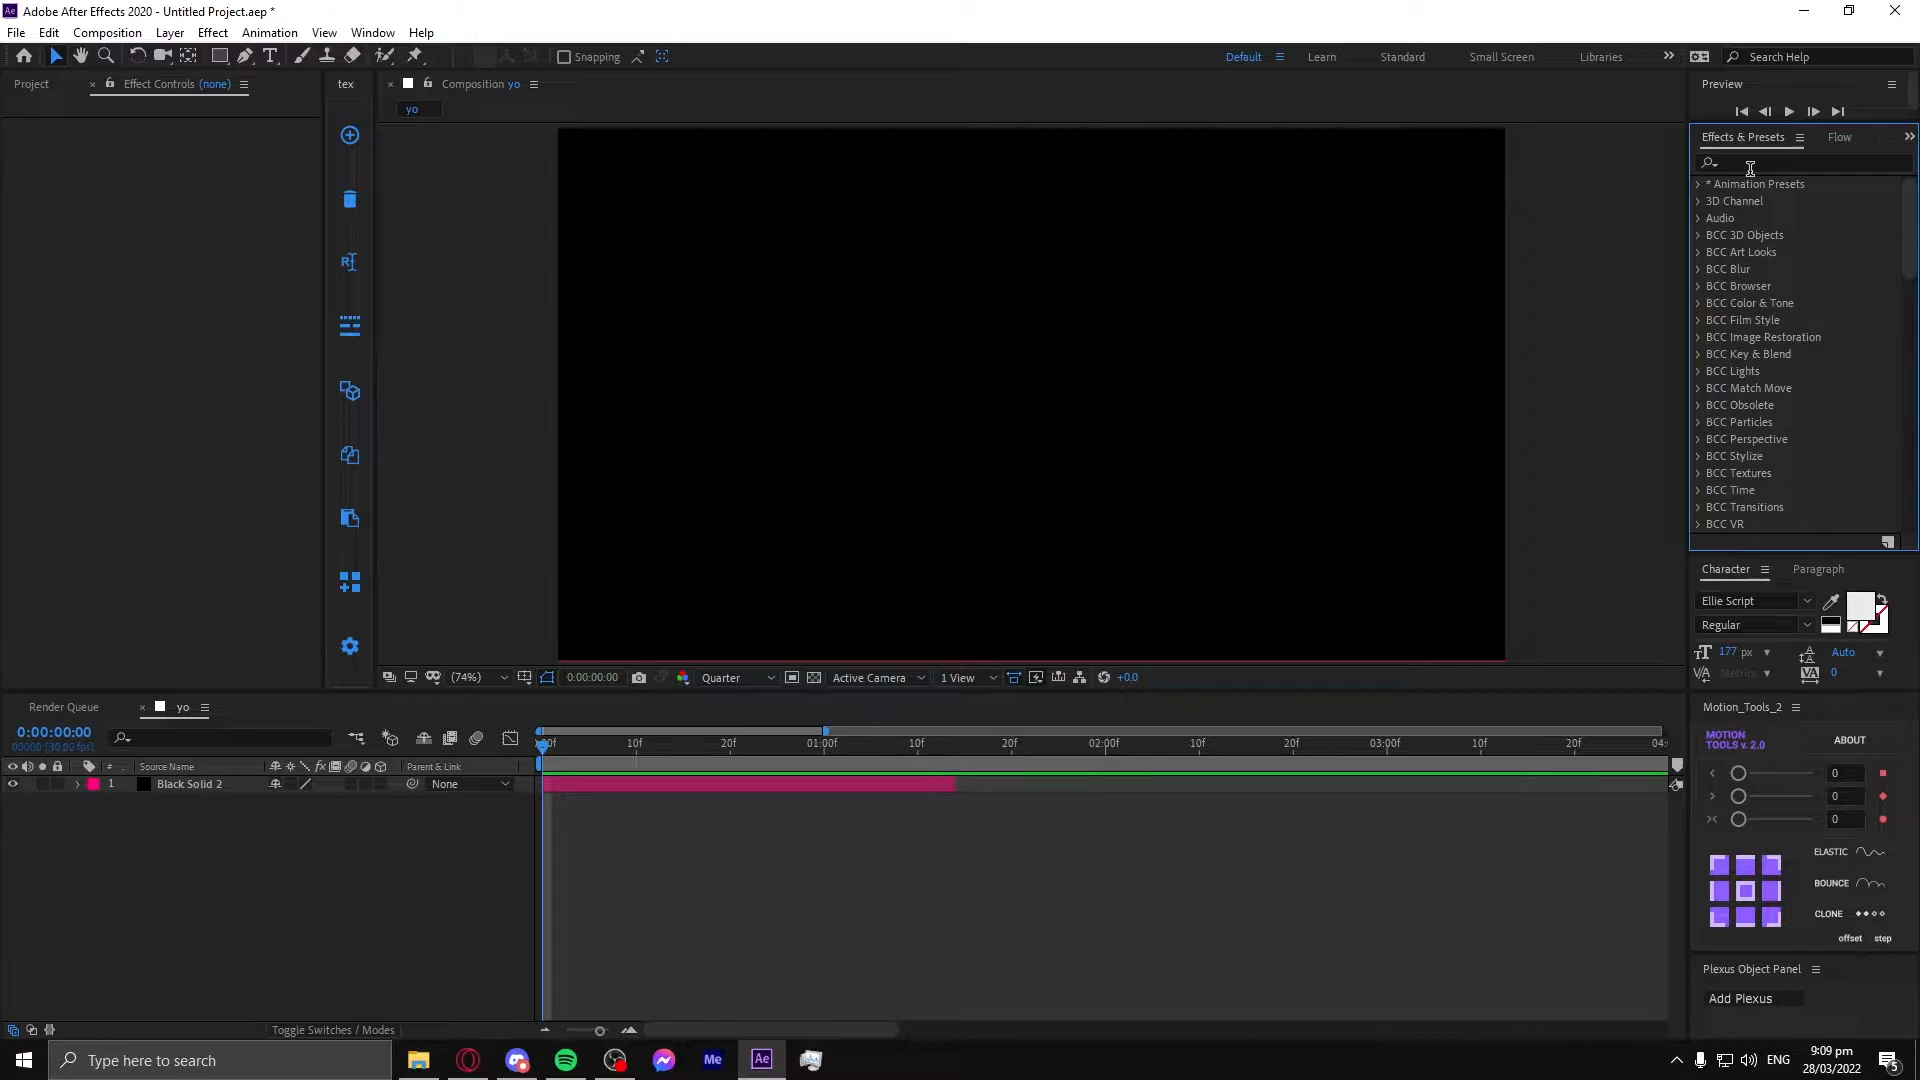 Adobe After Effects 2020 - Untitled Project.aep *
File Edit Composition Layer Effect Animation View Window Help
Snapping
Default Learn Standard Small Screen Libraries Search Help
Project Effect Controls (none) tex Composition yo Preview
yo
Effects & Presets Flow
* Animation Presets
3D Channel
Audio
BCC 3D Objects
BCC Art Looks
BCC Blur
BCC Browser
BCC Color & Tone
BCC Film Style
BCC Image Restoration
BCC Key & Blend
BCC Lights
BCC Match Move
BCC Obsolete
BCC Particles
BCC Perspective
BCC Stylize
BCC Textures
BCC Time
BCC Transitions
BCC VR
Character Paragraph
Ellie Script
Regular
177 px Auto
Metrics 0
(74%) 0:00:00:00 Quarter Active Camera 1 View +0.0
Render Queue yo
0:00:00:00
00000 (30.00 fps)
:00f 10f 20f 01:00f 10f 20f 02:00f 10f 20f 03:00f 10f 20f 04:
# Source Name Parent & Link
1 Black Solid 2 None
Motion_Tools_2
MOTION TOOLS v. 2.0 ABOUT
0
0
0
ELASTIC
BOUNCE
CLONE
offset step
Plexus Object Panel
Add Plexus
Toggle Switches / Modes
Type here to search
Me
Ae
ENG
9:09 pm
28/03/2022
5